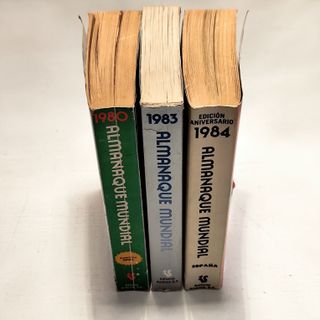 1980
ALMANAQUE MUNDIAL
1983
ALMANAQUE MUNDIAL
EDICIÓN
ANIVERSARIO
1984
ALMANAQUE MUNDIAL
ESPAÑA